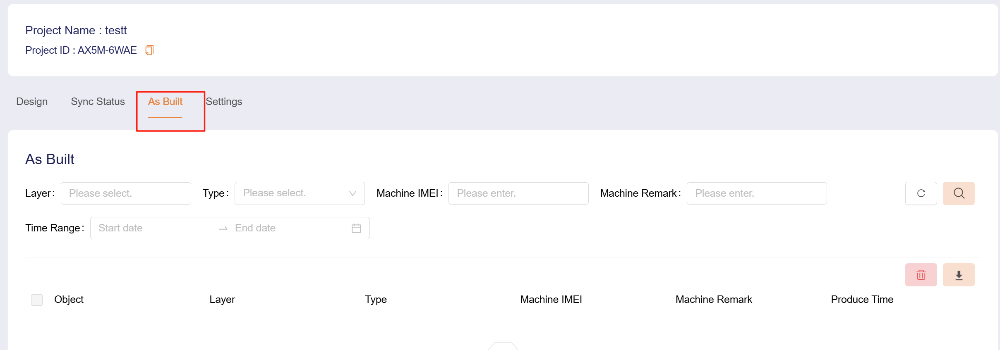 Project Name : testt
Project ID : AX5M-6WAE
Design Sync Status As Built Settings
As Built
Layer : Please select. Type : Please select. Machine IMEI : Please enter. Machine Remark : Please enter.
Time Range : Start date End date
Object Layer Type Machine IMEI Machine Remark Produce Time